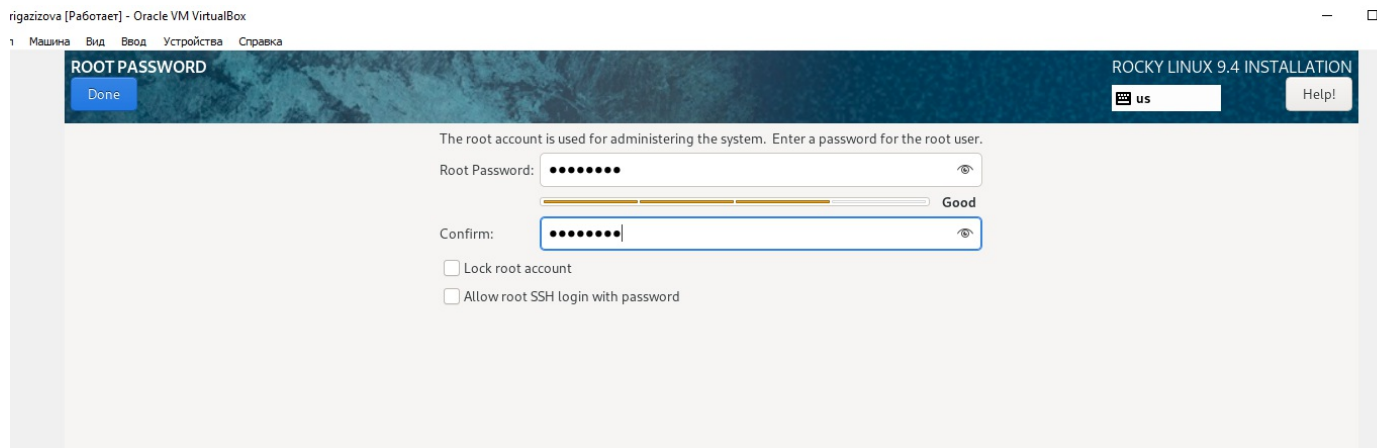 rigazizova [Работает] - Oracle VM VirtualBox
Машина Вид Ввод Устройства Справка
ROOT PASSWORD
ROCKY LINUX 9.4 INSTALLATION
Done
us
Help!
The root account is used for administering the system. Enter a password for the root user.
Root Password: ●●●●●●●●
Good
Confirm: ●●●●●●●●
Lock root account
Allow root SSH login with password